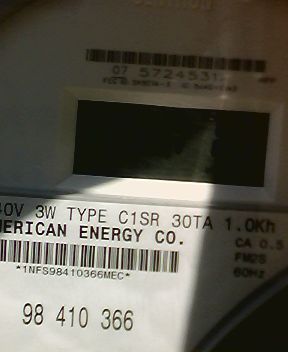 07 5724531
40V 3W TYPE C1SR 30TA 1.0Kh
MERICAN ENERGY CO.
CA 0.5
FM2S
60Hz
*1NFS98410366MEC*
98 410 366